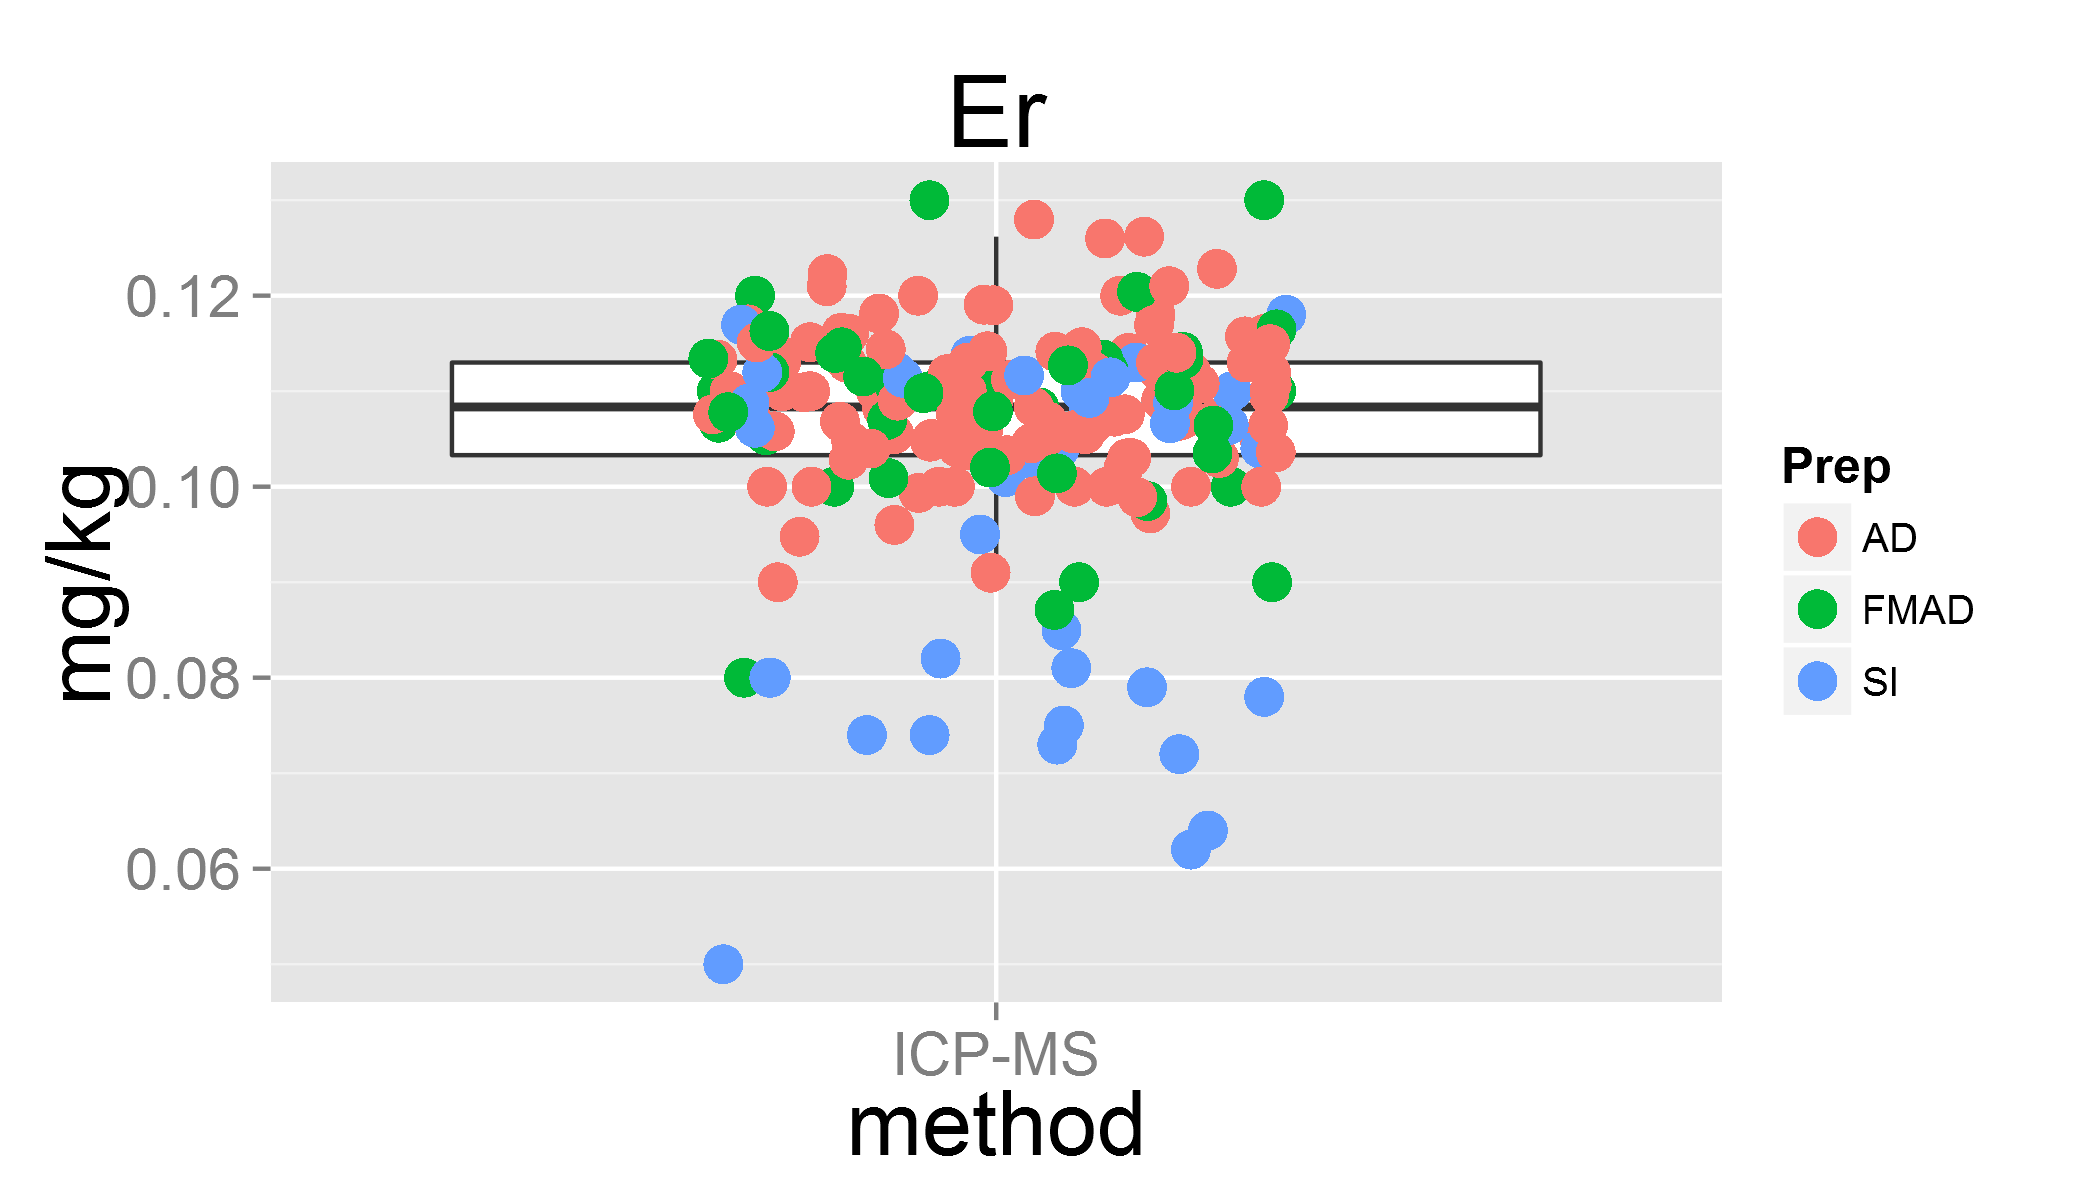 Er
mg/kg
0.12
0.10
0.08
0.06
ICP-MS
method
Prep
AD
FMAD
SI